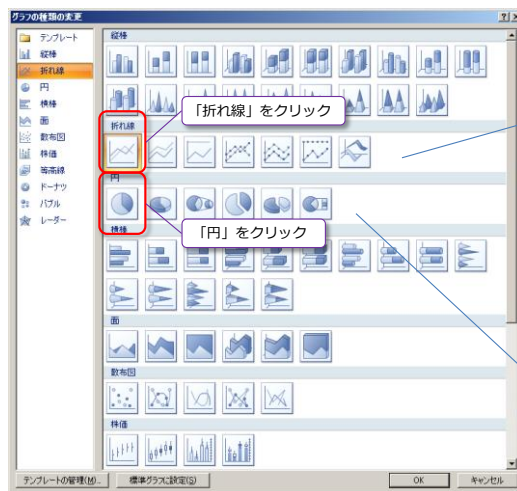 グラフの種類の変更
テンプレート
縦棒
折れ線
円
横棒
面
散布図
株価
等高線
ドーナツ
バブル
レーダー
縦棒
「折れ線」をクリック
折れ線
円
「円」をクリック
横棒
面
散布図
株価
テンプレートの管理(M)...
標準グラフに設定(S)
OK
キャンセル